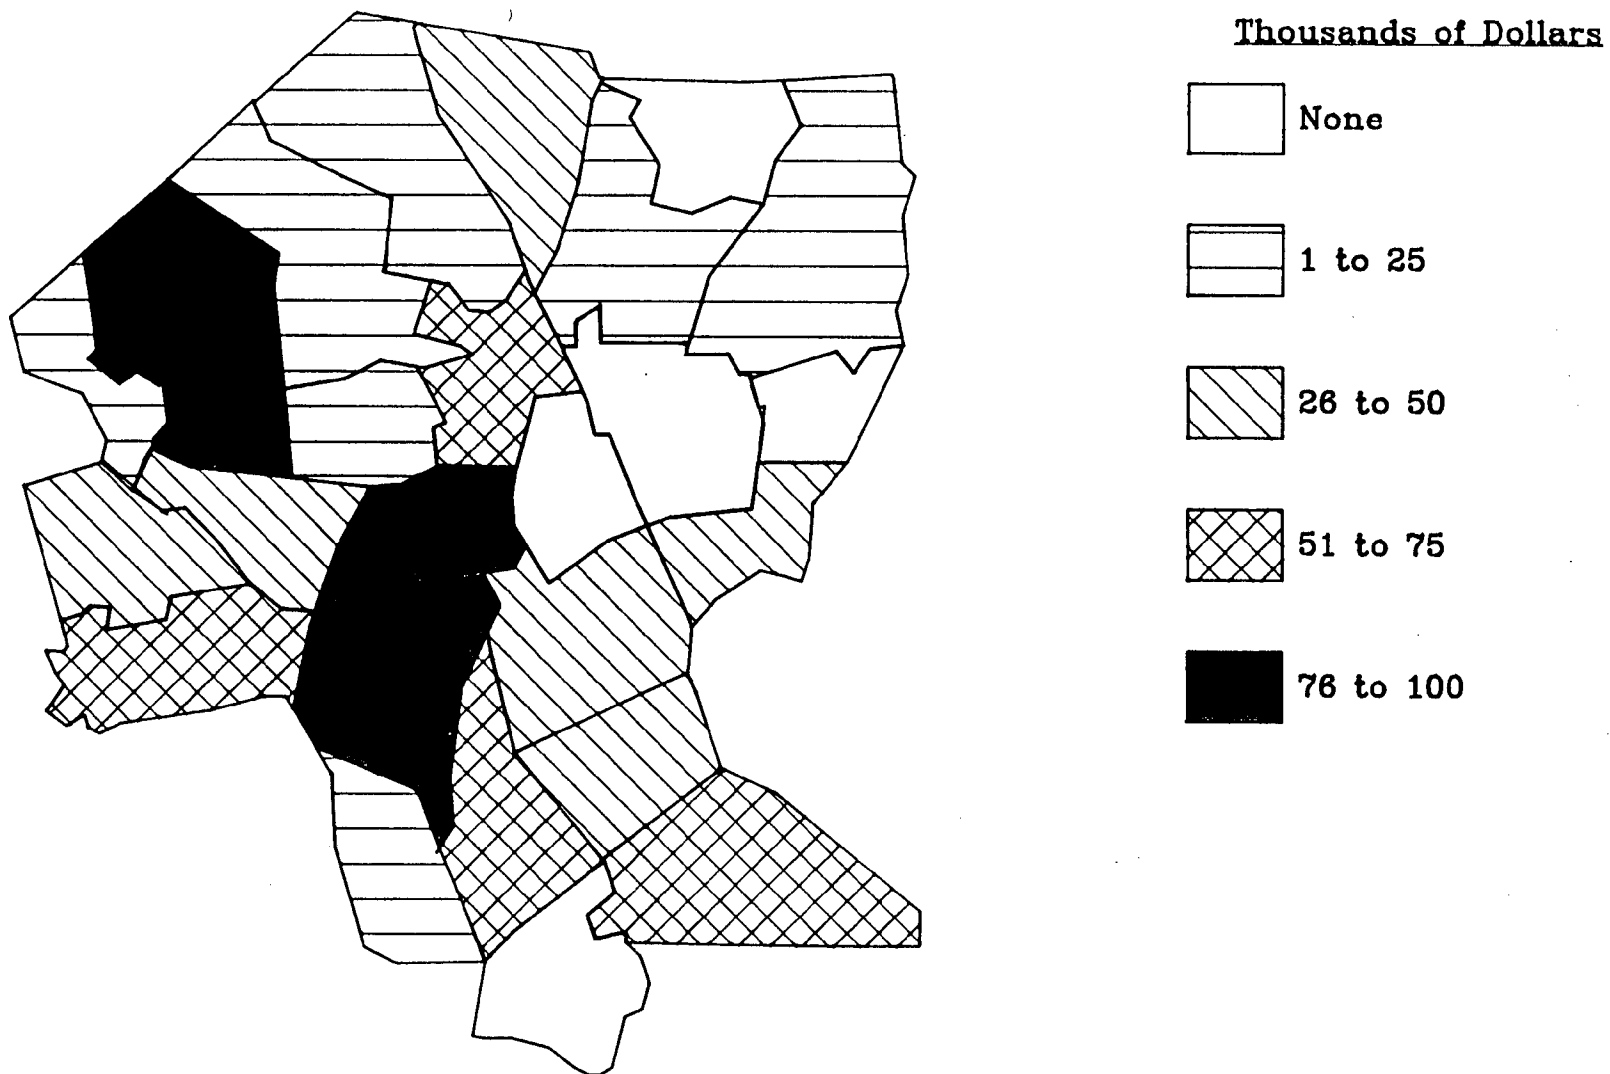 Thousands of Dollars
None
1 to 25
26 to 50
51 to 75
76 to 100